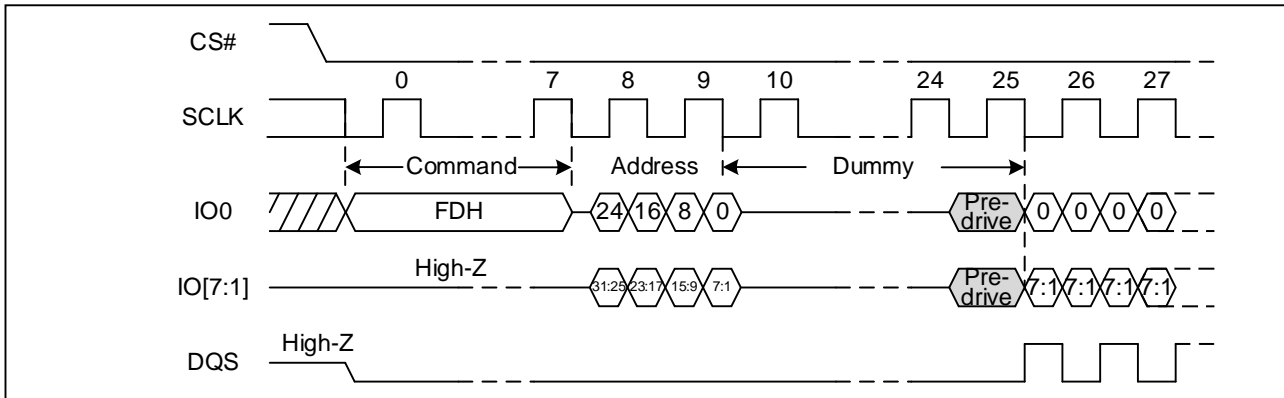 CS#
0 7 8 9 10 24 25 26 27
SCLK
Command Address Dummy
IO0 FDH 24 16 8 0 Pre-drive 0 0 0 0
IO[7:1] High-Z 31:25 23:17 15:9 7:1 Pre-drive 7:1 7:1 7:1 7:1
High-Z
DQS